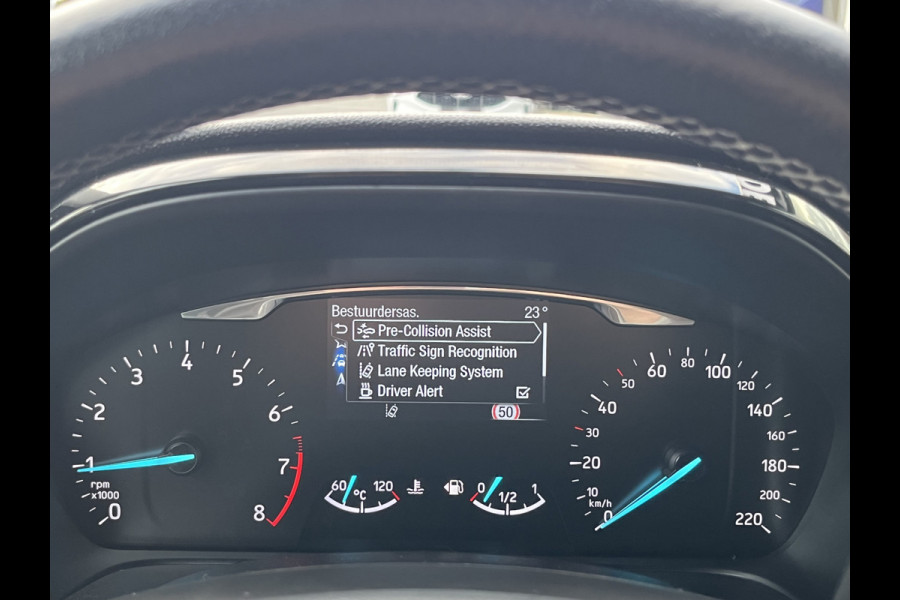 Bestuurdersas. 23°
Pre-Collision Assist
Traffic Sign Recognition
Lane Keeping System
Driver Alert
50
0 1 2 3 4 5 6 7 8
rpm
x1000
60 °C 120
0 1/2 1
0 10 20 30 40 50 60 80 100 120 140 160 180 200 220
km/h